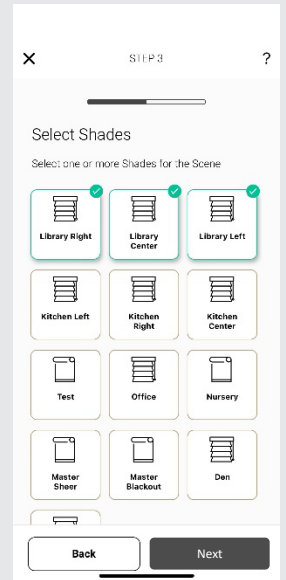 STEP 3
?
Select Shades
Select one or more Shades for the Scene
Library Right
Library
Center
Library Left
Kitchen Left
Kitchen
Right
Kitchen
Center
Test
Office
Nursery
Master
Sheer
Master
Blackout
Den
Back
Next